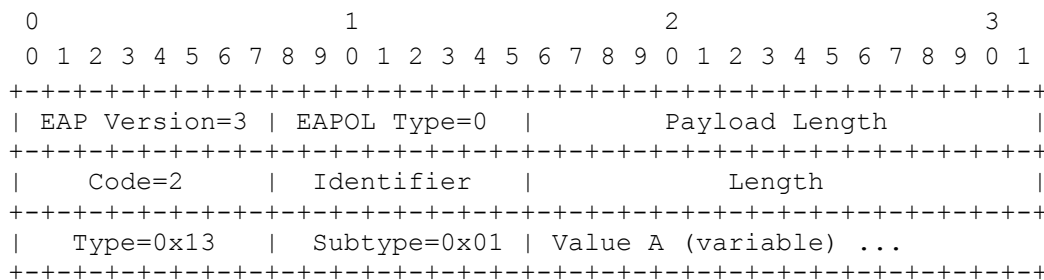 0                   1                   2                   3
 0 1 2 3 4 5 6 7 8 9 0 1 2 3 4 5 6 7 8 9 0 1 2 3 4 5 6 7 8 9 0 1
+-+-+-+-+-+-+-+-+-+-+-+-+-+-+-+-+-+-+-+-+-+-+-+-+-+-+-+-+-+-+-+-+
| EAP Version=3 | EAPOL Type=0  |        Payload Length         |
+-+-+-+-+-+-+-+-+-+-+-+-+-+-+-+-+-+-+-+-+-+-+-+-+-+-+-+-+-+-+-+-+
|    Code=2     |  Identifier   |            Length             |
+-+-+-+-+-+-+-+-+-+-+-+-+-+-+-+-+-+-+-+-+-+-+-+-+-+-+-+-+-+-+-+-+
|   Type=0x13   |  Subtype=0x01 | Value A (variable) ...
+-+-+-+-+-+-+-+-+-+-+-+-+-+-+-+-+-+-+-+-+-+-+-+-+-+-+-+-+-+-+-+-+